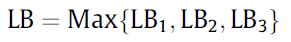 LB = Max{LB₁, LB₂, LB₃}